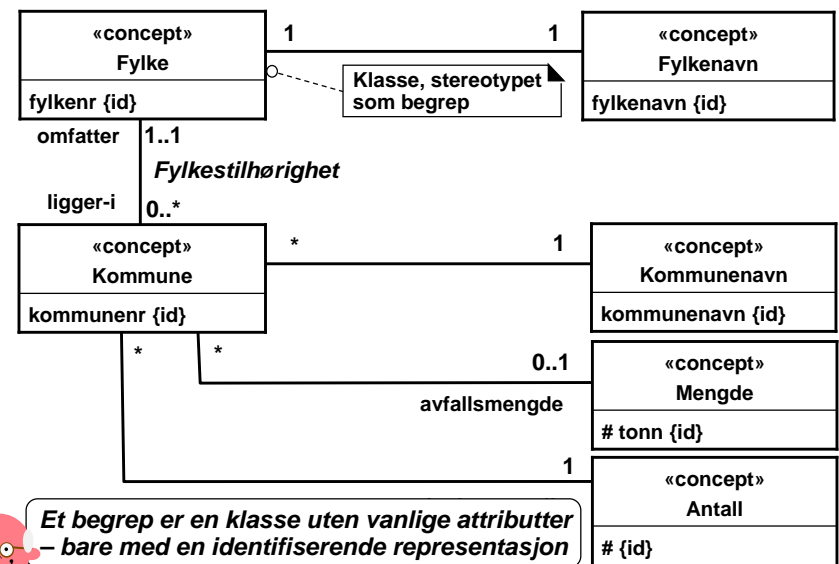 «concept»
Fylke
fylkenr {id}
1
1
«concept»
Fylkenavn
fylkenavn {id}
Klasse, stereotypet
som begrep
omfatter
1..1
Fylkestilhørighet
ligger-i
0..*
«concept»
Kommune
kommunenr {id}
*
1
«concept»
Kommunenavn
kommunenavn {id}
*
*
0..1
avfallsmengde
«concept»
Mengde
# tonn {id}
1
«concept»
Antall
# {id}
Et begrep er en klasse uten vanlige attributter
– bare med en identifiserende representasjon